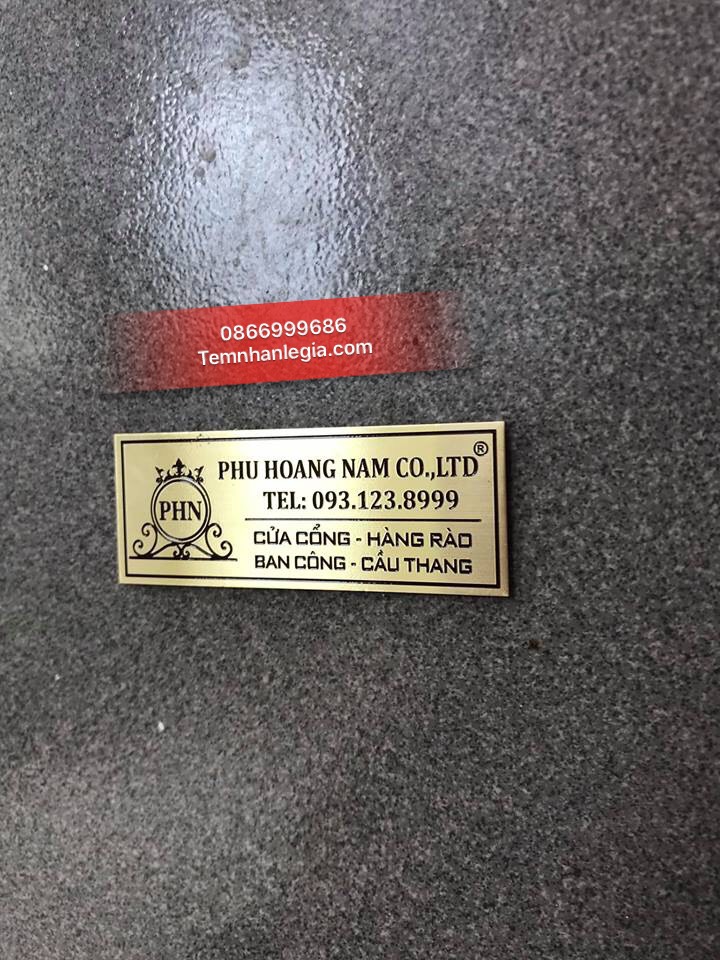 0866999686
Temnhanlegia.com
PHU HOANG NAM CO.,LTD®
TEL: 093.123.8999
PHN
CỬA CỔNG - HÀNG RÀO
BAN CÔNG - CẦU THANG